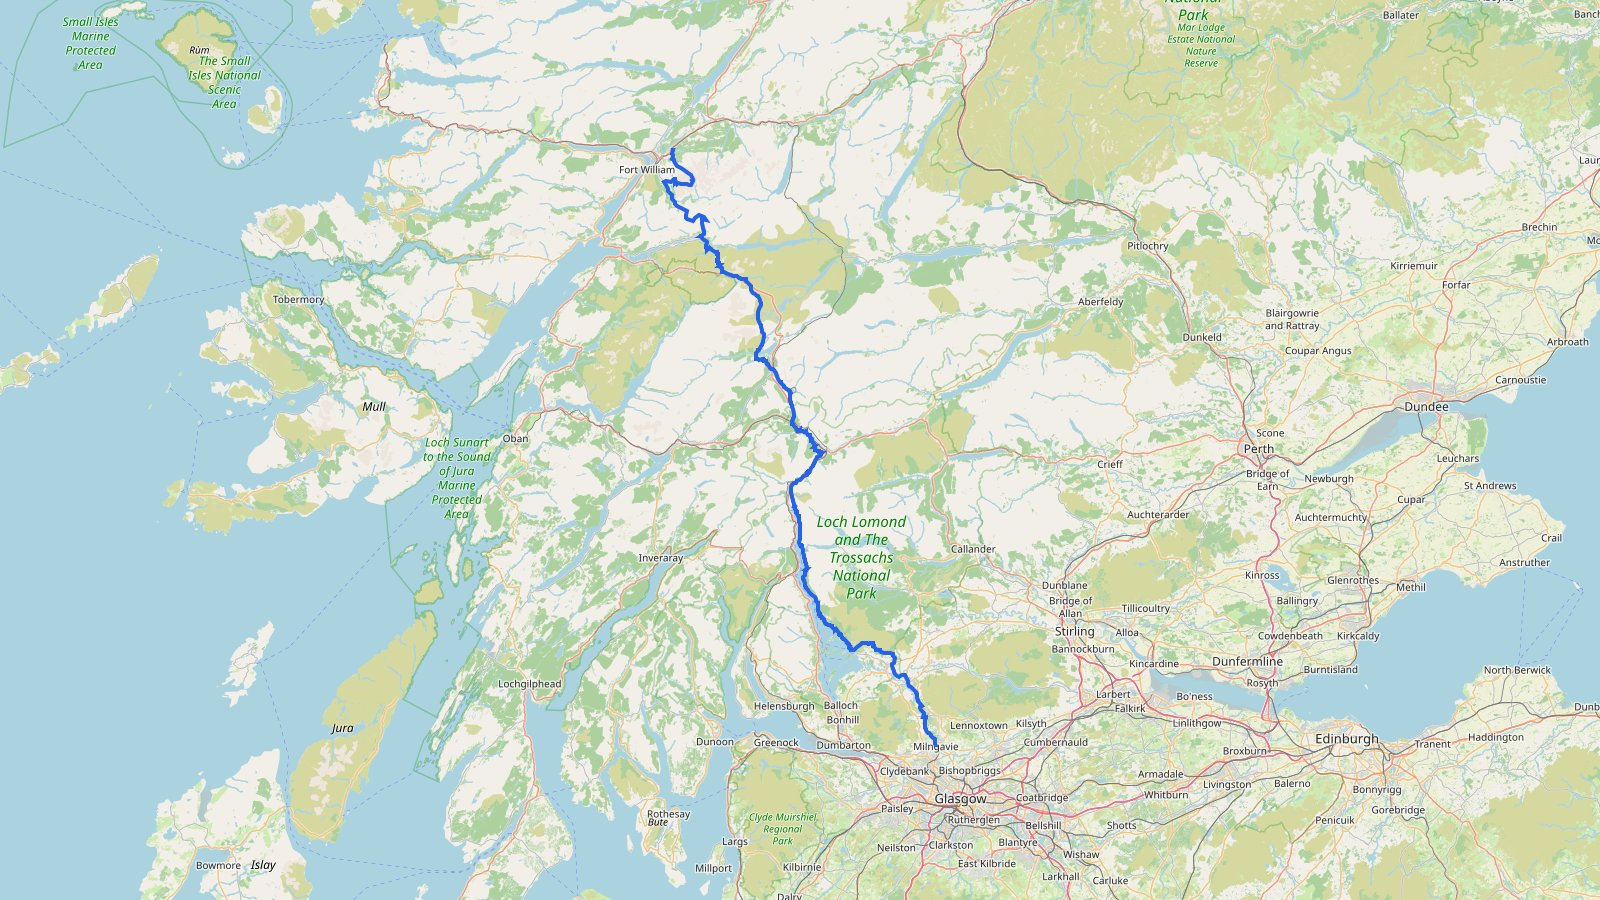 National
Park
Mar Lodge
Estate National
Nature
Reserve
Ballater
Small Isles
Marine
Protected
Area
Rùm
The Small
Isles National
Scenic
Area
Fort William
Pitlochry
Brechin
Kirriemuir
Forfar
Tobermory
Aberfeldy
Blairgowrie
and Rattray
Dunkeld
Coupar Angus
Arbroath
Carnoustie
Mull
Dundee
Oban
Loch Sunart
to the Sound
of Jura
Marine
Protected
Area
Scone
Perth
Bridge of
Earn
Crieff
Leuchars
Newburgh
St Andrews
Cupar
Auchterarder
Auchtermuchty
Loch Lomond
and The
Trossachs
National
Park
Crail
Callander
Inveraray
Anstruther
Kinross
Glenrothes
Methil
Dunblane
Bridge of
Allan
Tillicoultry
Ballingry
Stirling
Alloa
Cowdenbeath
Kirkcaldy
Bannockburn
Kincardine
Dunfermline
Burntisland
North Berwick
Lochgilphead
Rosyth
Larbert
Bo'ness
Helensburgh
Balloch
Falkirk
Bonhill
Lennoxtown
Kilsyth
Linlithgow
Jura
Dunoon
Greenock
Dumbarton
Milngavie
Cumbernauld
Broxburn
Edinburgh
Tranent
Haddington
Clydebank
Bishopbriggs
Armadale
Livingston
Balerno
Bonnyrigg
Glasgow
Coatbridge
Whitburn
Paisley
Gorebridge
Rothesay
Bute
Clyde Muirshiel
Regional
Park
Rutherglen
Bellshill
Shotts
Penicuik
Largs
Neilston
Clarkston
Blantyre
Wishaw
Bowmore
Islay
Millport
Kilbirnie
East Kilbride
Larkhall
Carluke
Dalry